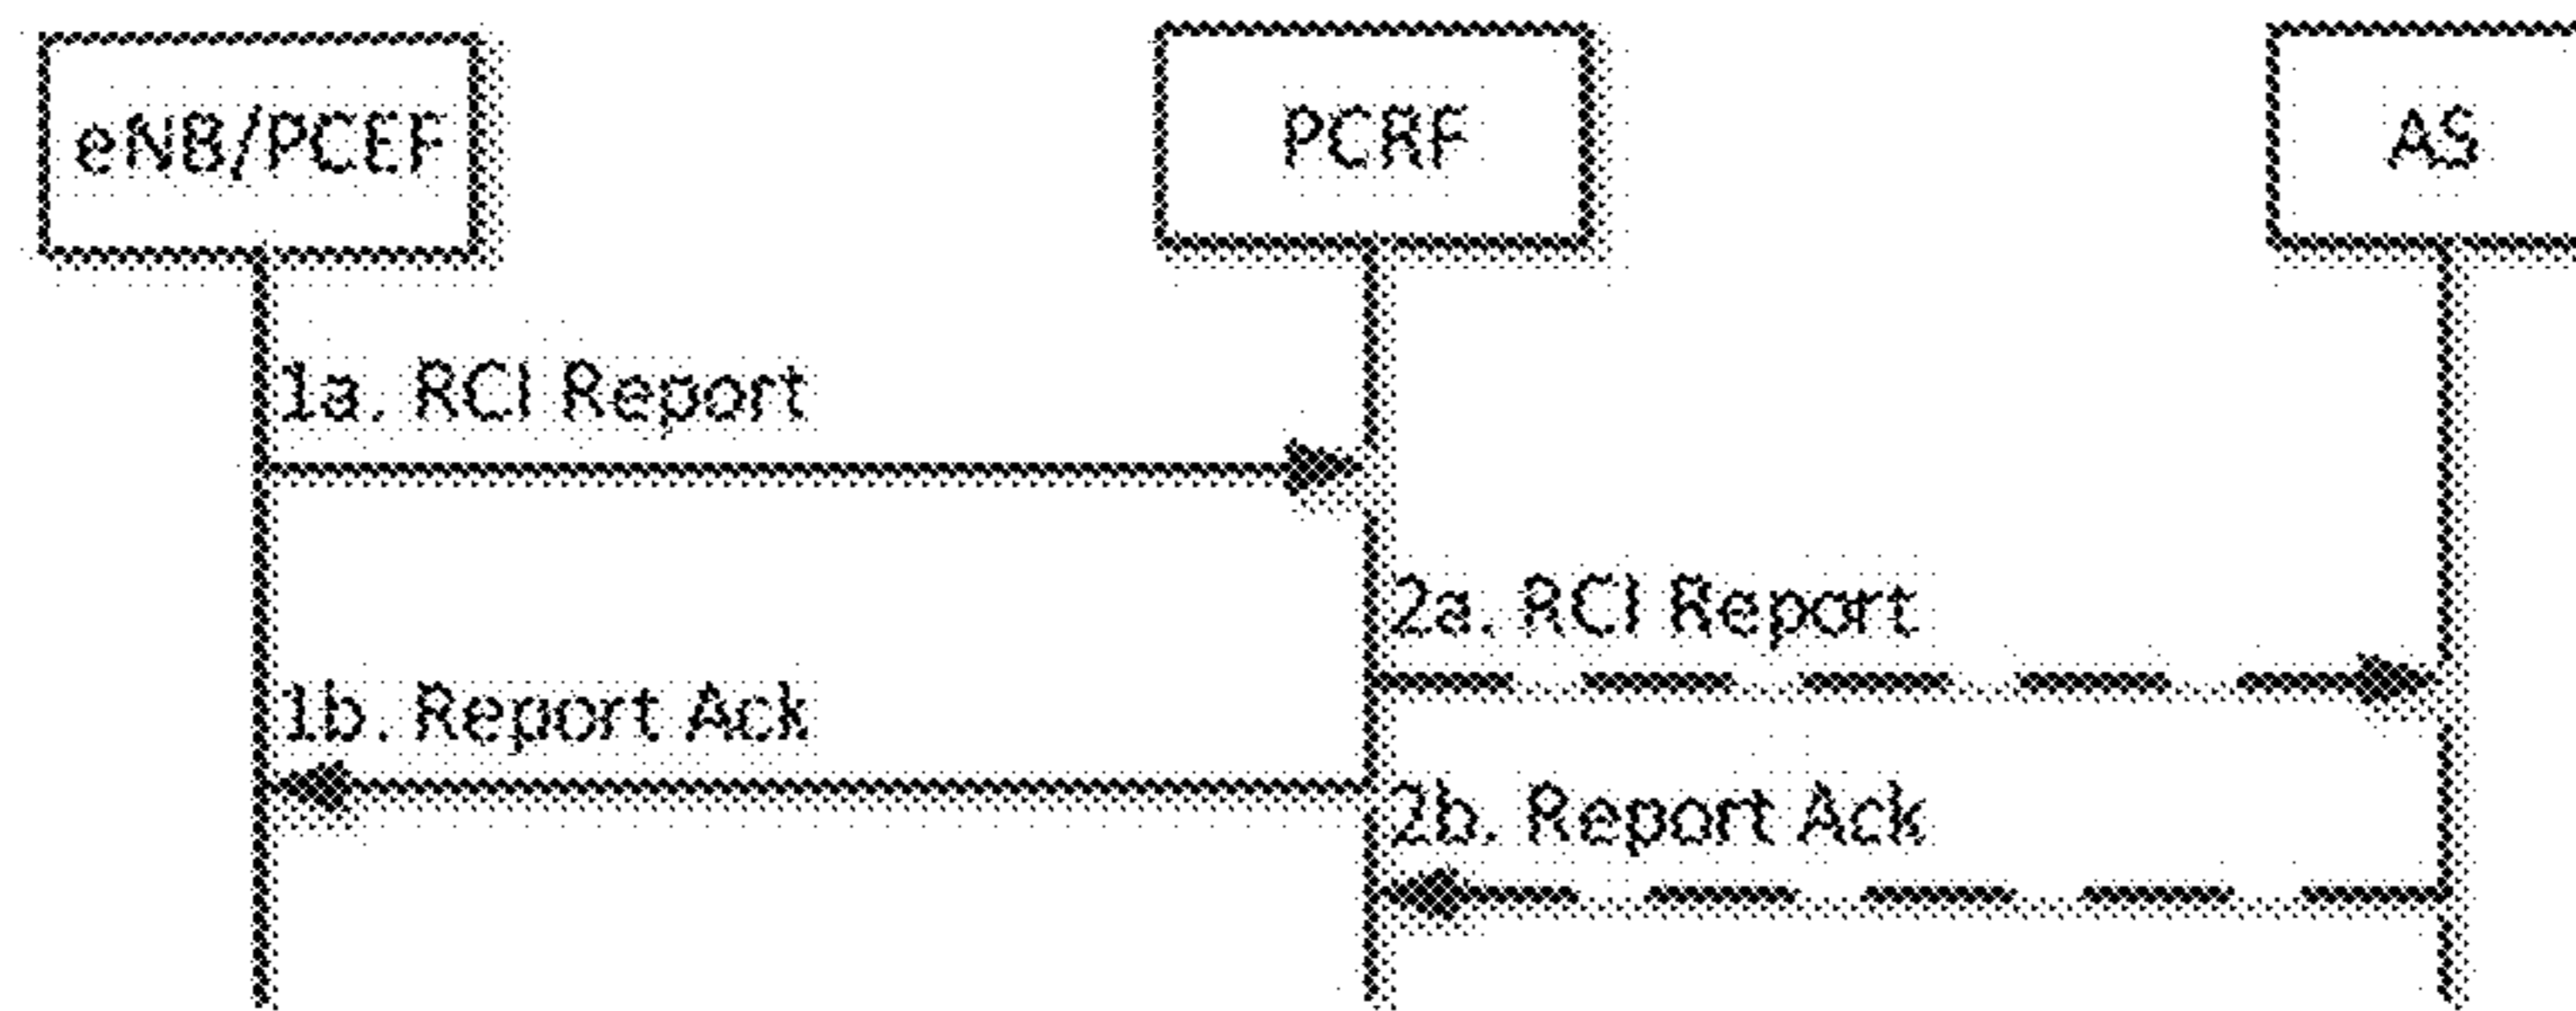 eNB/PCEF
PCRF
AS
1a. RCI Report
2a. RCI Report
1b. Report Ack
2b. Report Ack